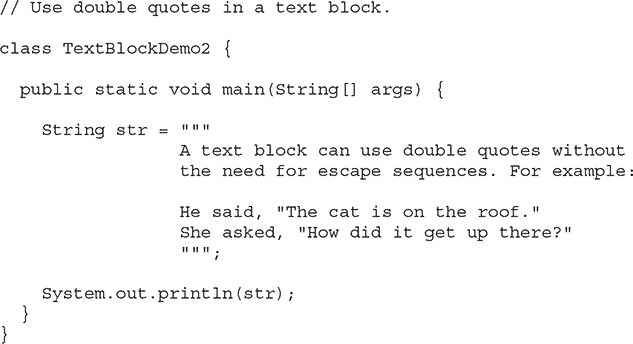 // Use double quotes in a text block.

class TextBlockDemo2 {

  public static void main(String[] args) {

    String str = """
                 A text block can use double quotes without
                 the need for escape sequences. For example:

                 He said, "The cat is on the roof."
                 She asked, "How did it get up there?"
                 """;

    System.out.println(str);
  }
}